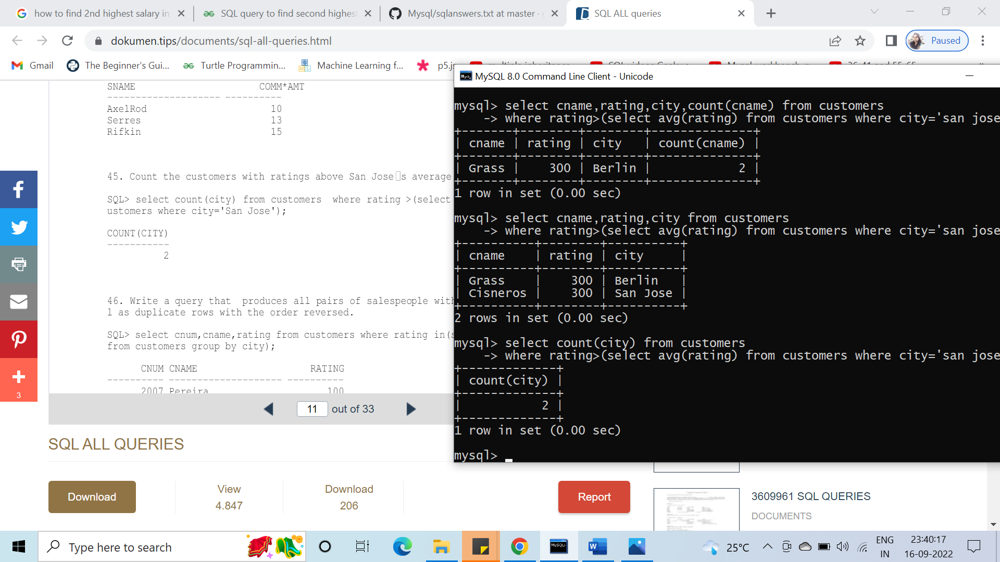 how to find 2nd highest salary in
SQL query to find second highest
Mysql/sqlanswers.txt at master ·
SQL ALL queries
dokumen.tips/documents/sql-all-queries.html
Paused
Gmail
The Beginner's Gui...
Turtle Programmin...
Machine Learning f...
p5.js
SNAME COMM*AMT
-------------------- ----------
AxelRod 10
Serres 13
Rifkin 15
45. Count the customers with ratings above San Jose s average
SQL> select count(city) from customers where rating >(select
ustomers where city='San Jose');
COUNT(CITY)
-----------
2
46. Write a query that produces all pairs of salespeople with
l as duplicate rows with the order reversed.
SQL> select cnum,cname,rating from customers where rating in(s
from customers group by city);
CNUM CNAME RATING
---------- -------------------- ----------
2007 Pereira 100
3
11 out of 33
SQL ALL QUERIES
Download
View
4.847
Download
206
Report
3609961 SQL QUERIES
DOCUMENTS
MySQL 8.0 Command Line Client - Unicode
mysql> select cname,rating,city,count(cname) from customers
-> where rating>(select avg(rating) from customers where city='san jose
+-------+--------+--------+--------------+
| cname | rating | city | count(cname) |
+-------+--------+--------+--------------+
| Grass | 300 | Berlin | 2 |
+-------+--------+--------+--------------+
1 row in set (0.00 sec)
mysql> select cname,rating,city from customers
-> where rating>(select avg(rating) from customers where city='san jose
+----------+--------+----------+
| cname | rating | city |
+----------+--------+----------+
| Grass | 300 | Berlin |
| Cisneros | 300 | San Jose |
+----------+--------+----------+
2 rows in set (0.00 sec)
mysql> select count(city) from customers
-> where rating>(select avg(rating) from customers where city='san jose
+-------------+
| count(city) |
+-------------+
| 2 |
+-------------+
1 row in set (0.00 sec)
mysql>
Type here to search
25°C
ENG
IN
23:40:17
16-09-2022